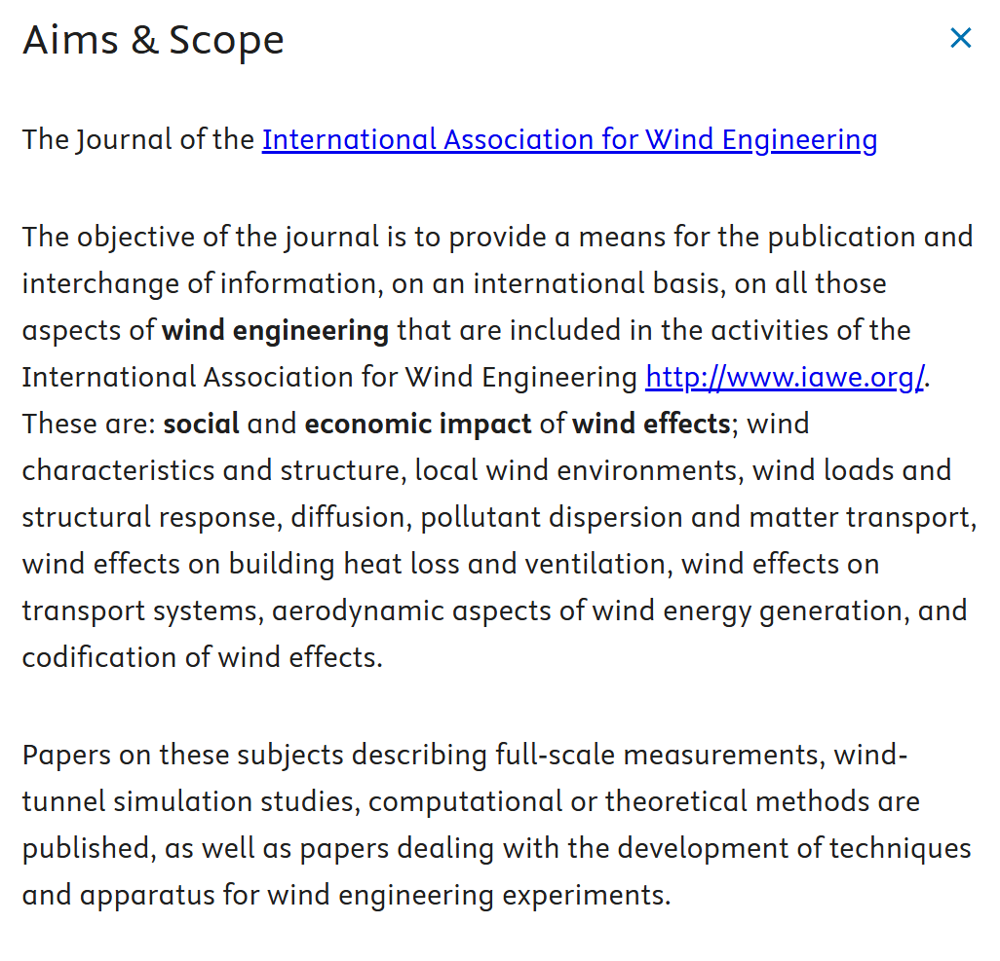 Aims & Scope
The Journal of the International Association for Wind Engineering
The objective of the journal is to provide a means for the publication and
interchange of information, on an international basis, on all those
aspects of wind engineering that are included in the activities of the
International Association for Wind Engineering http://www.iawe.org/.
These are: social and economic impact of wind effects; wind
characteristics and structure, local wind environments, wind loads and
structural response, diffusion, pollutant dispersion and matter transport,
wind effects on building heat loss and ventilation, wind effects on
transport systems, aerodynamic aspects of wind energy generation, and
codification of wind effects.
Papers on these subjects describing full-scale measurements, wind-
tunnel simulation studies, computational or theoretical methods are
published, as well as papers dealing with the development of techniques
and apparatus for wind engineering experiments.